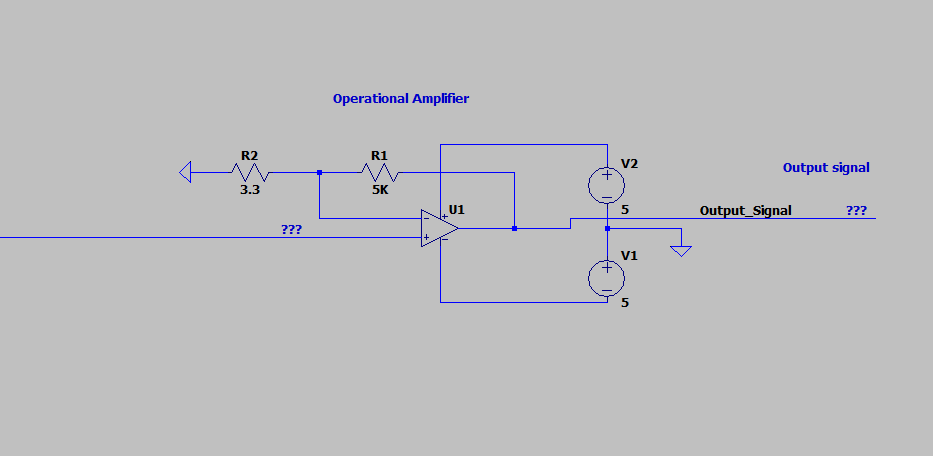 Operational Amplifier
R2
R1
V2
Output signal
3.3
5K
U1
5
Output_Signal
???
???
V1
5